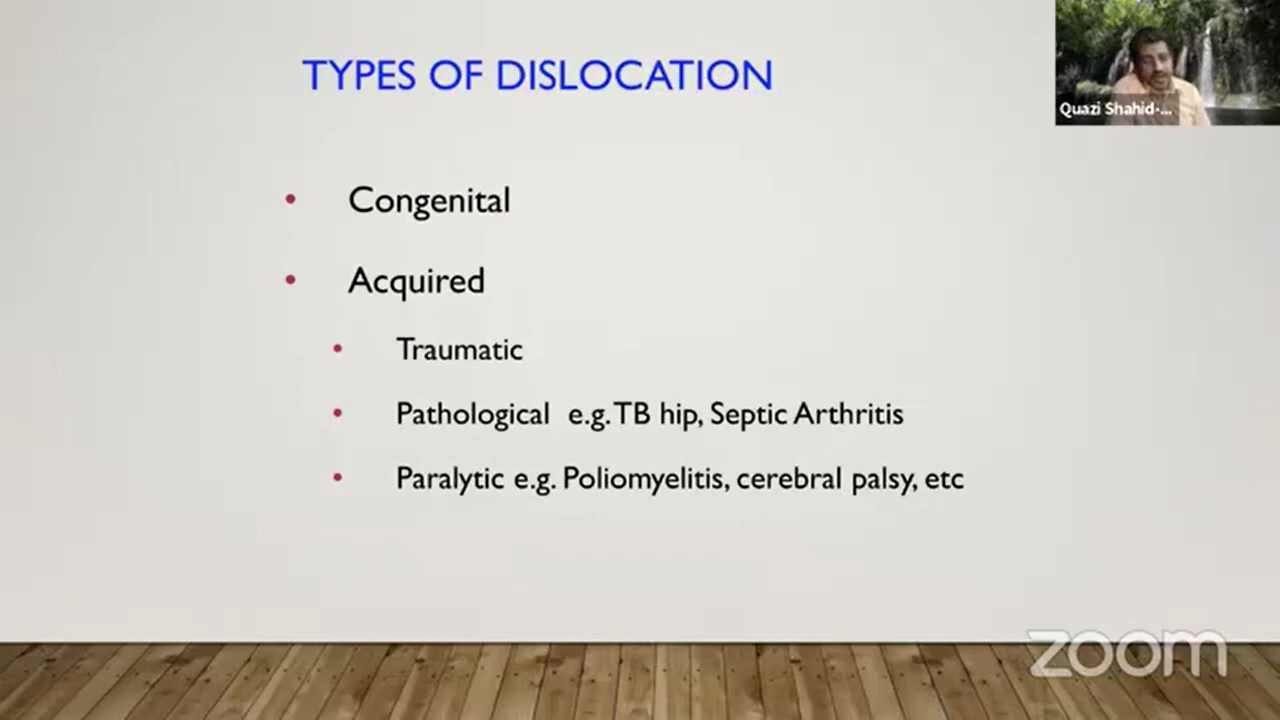 TYPES OF DISLOCATION
Quazi Shahid-...
• Congenital
• Acquired
• Traumatic
• Pathological e.g. TB hip, Septic Arthritis
• Paralytic e.g. Poliomyelitis, cerebral palsy, etc
zoom